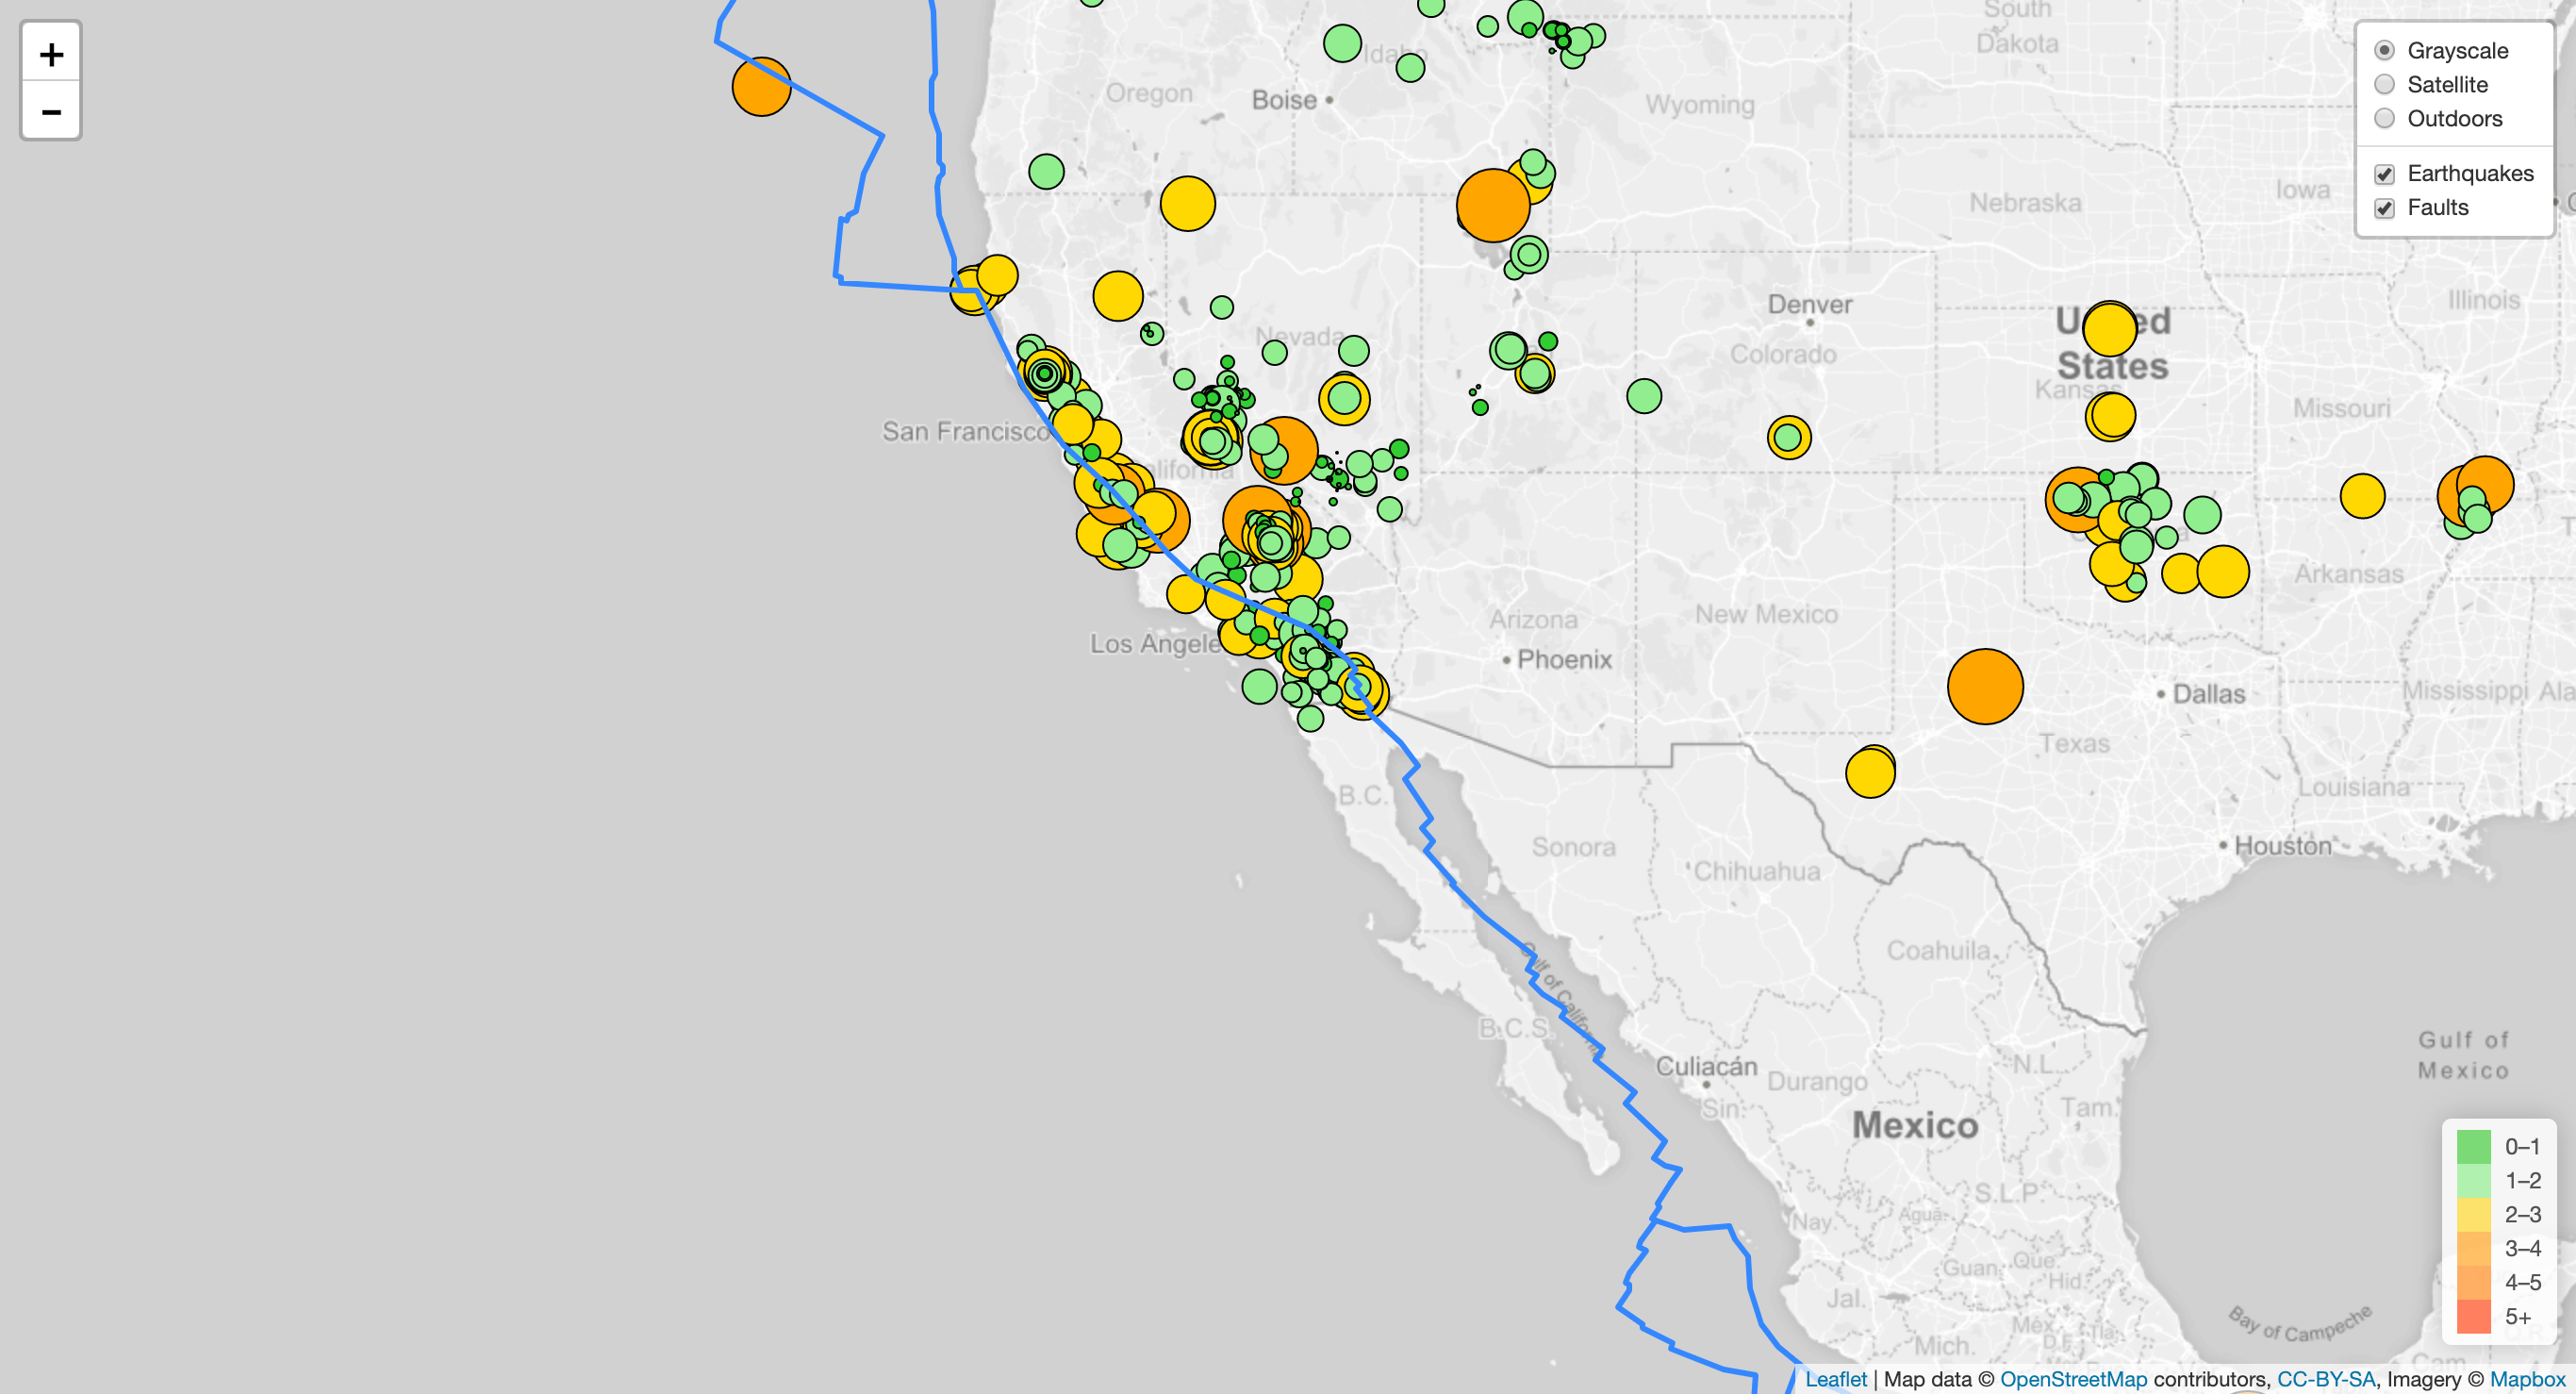 +
−
South
Dakota
Idaho
Oregon
Boise
Wyoming
Grayscale
Satellite
Outdoors
Earthquakes
Faults
Iowa
Nebraska
Denver
Illinois
United
States
Nevada
Colorado
Kansas
Missouri
San Francisco
California
Arkansas
New Mexico
Arizona
Los Angele
Phoenix
Dallas
Mississippi
Ala
Texas
Louisiana
B.C.
Houston
Sonora
Chihuahua
Coahuila
Gulf of California
B.C.S.
Gulf of
Mexico
Culiacán
Durango
N.L.
Sin.
Tam.
Mexico
0–1
1–2
2–3
3–4
4–5
5+
S.L.P.
Nay.
Agua.
Guan.
Que.
Hid.
Jal.
Méx.
Tla.
D.F.
Mich.
Bay of Campeche
Cam.
Leaflet | Map data © OpenStreetMap contributors, CC-BY-SA, Imagery © Mapbox